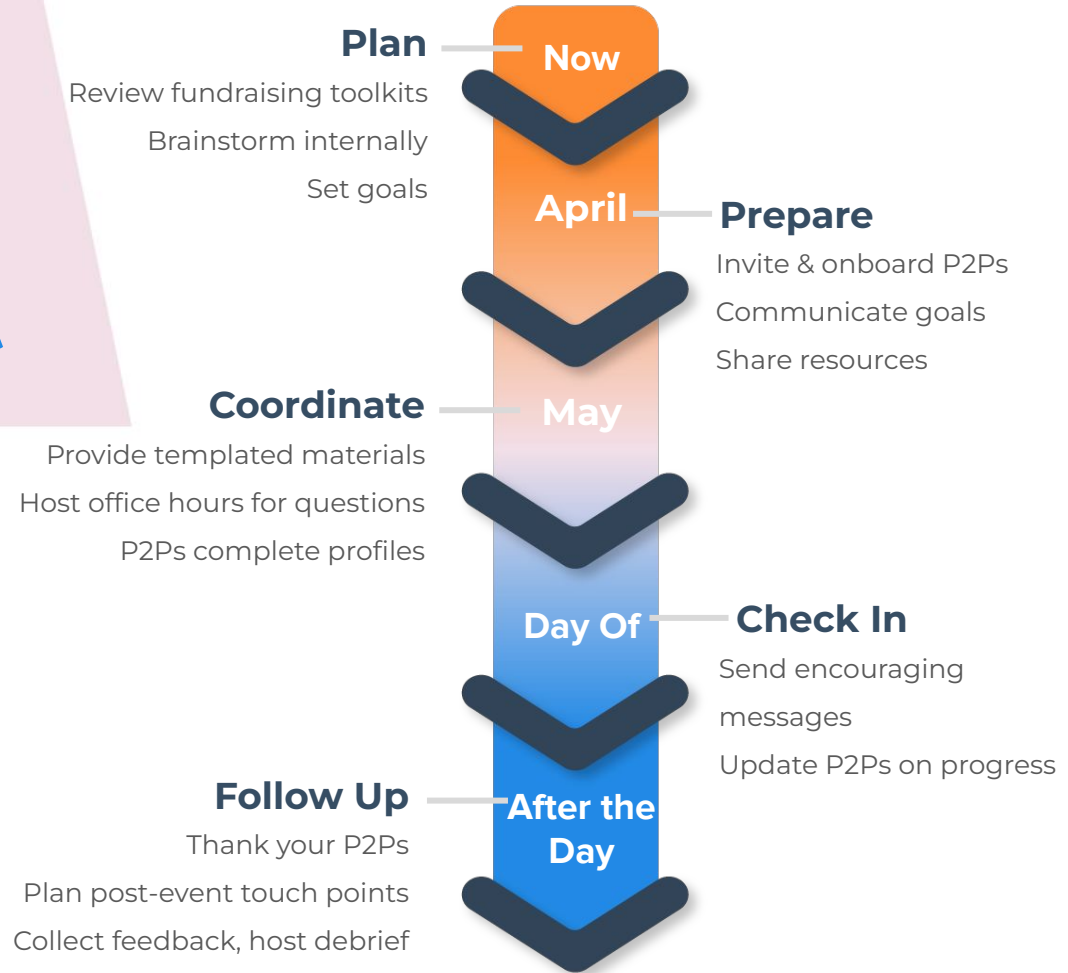 Plan
Now
Review fundraising toolkits
Brainstorm internally
Set goals
April
Prepare
Invite & onboard P2Ps
Communicate goals
Share resources
Coordinate
May
Provide templated materials
Host office hours for questions
P2Ps complete profiles
Day Of
Check In
Send encouraging
messages
Update P2Ps on progress
Follow Up
After the
Day
Thank your P2Ps
Plan post-event touch points
Collect feedback, host debrief